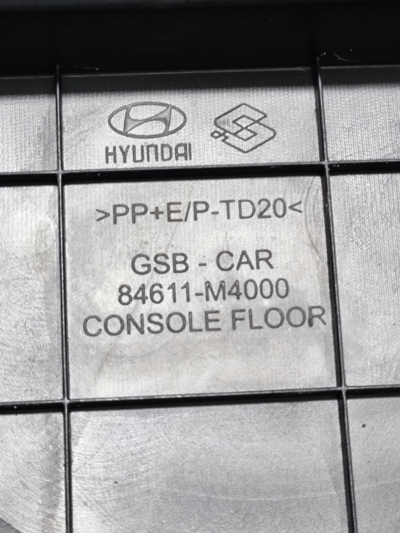 HYUNDAI
>PP+E/P-TD20<
GSB - CAR
84611-M4000
CONSOLE FLOOR